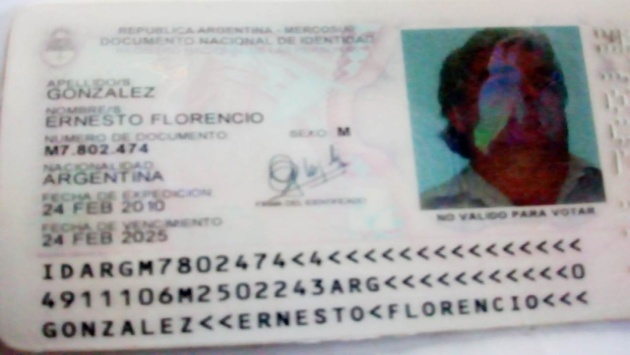 REPUBLICA ARGENTINA - MERCOSUR
DOCUMENTO NACIONAL DE IDENTIDAD
APELLIDO/S
GONZALEZ
NOMBRE/S
ERNESTO FLORENCIO
NUMERO DE DOCUMENTO SEXO M
M7.802.474
NACIONALIDAD
ARGENTINA
FECHA DE EXPEDICION
24 FEB 2010
FIRMA DEL IDENTIFICADO
FECHA DE VENCIMIENTO
24 FEB 2025
NO VALIDO PARA VOTAR
IDARGM7802474<4<<<<<<<<<<<<<<<
4911106M2502243ARG<<<<<<<<<<<0
GONZALEZ<<ERNESTO<FLORENCIO<<<